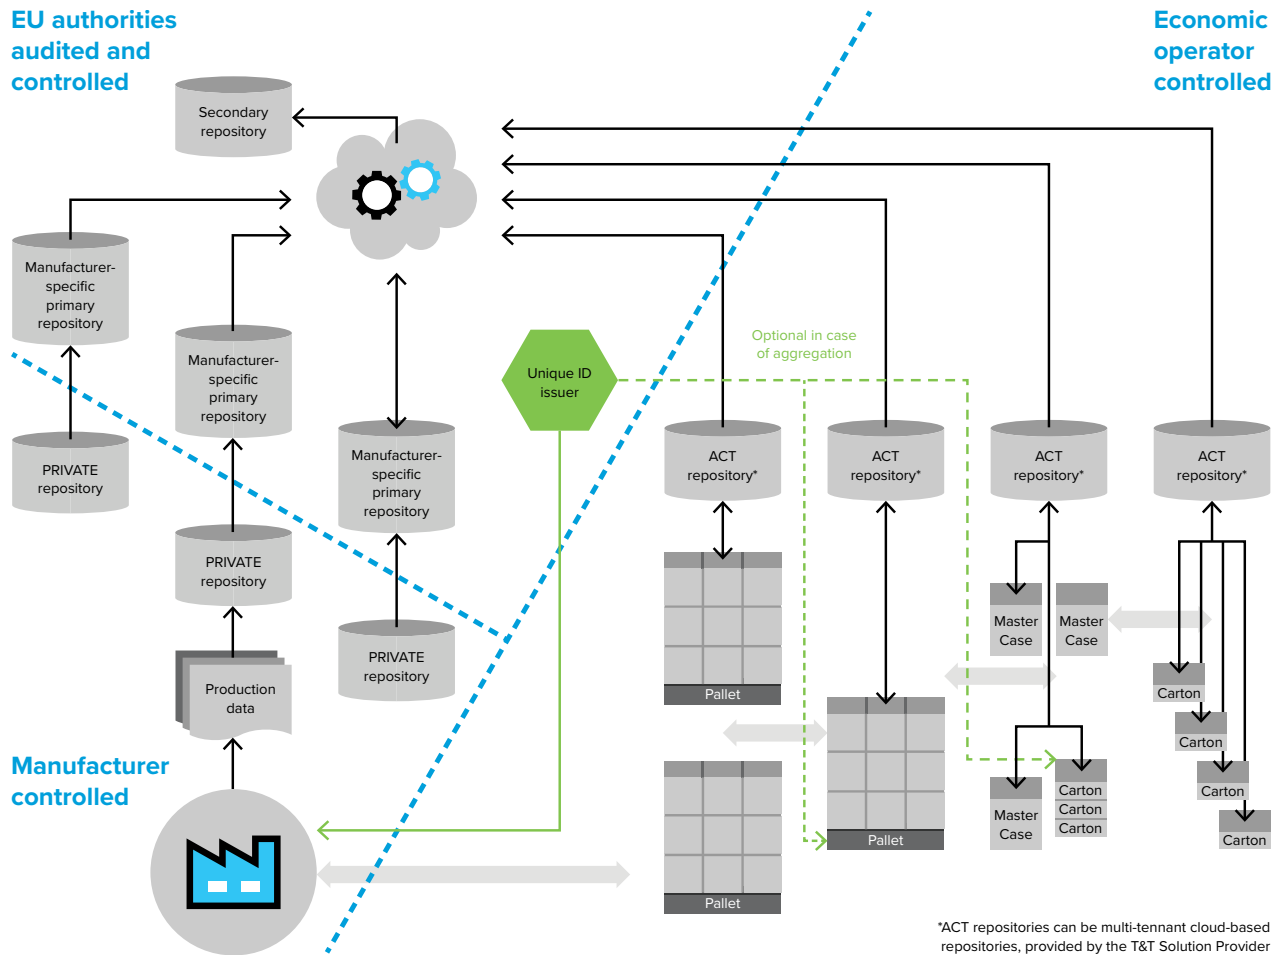 EU authorities
audited and
controlled
Economic
operator
controlled
Secondary
repository
Manufacturer-
specific
primary
repository
Manufacturer-
specific
primary
repository
Manufacturer-
specific
primary
repository
PRIVATE
repository
PRIVATE
repository
PRIVATE
repository
Production
data
Manufacturer
controlled
Unique ID
issuer
Optional in case
of aggregation
ACT
repository*
ACT
repository*
ACT
repository*
ACT
repository*
Pallet
Pallet
Pallet
Master
Case
Master
Case
Master
Case
Carton
Carton
Carton
Carton
Carton
Carton
Carton
*ACT repositories can be multi-tennant cloud-based
repositories, provided by the T&T Solution Provider